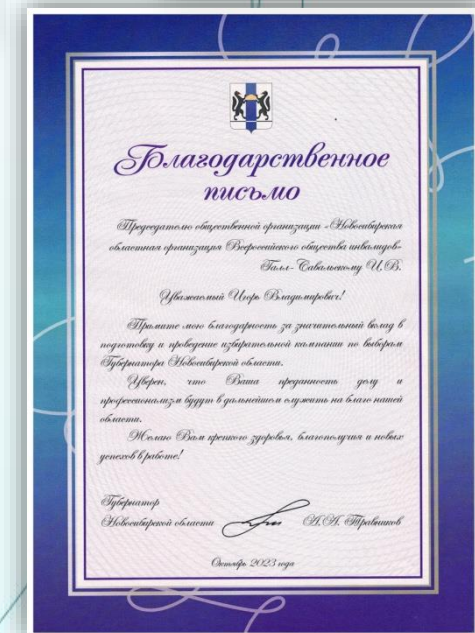 Благодарственное
письмо
Председателю общественной организации «Новосибирская
областная организация Всероссийского общества инвалидов»
Галл-Савальскому И.В.
Уважаемый Игорь Владимирович!
Примите мою благодарность за значительный вклад в
подготовку и проведение избирательной кампании по выборам
Губернатора Новосибирской области.
Уверен, что Ваша преданность делу и
профессионализм будут в дальнейшем служить на благо нашей
области.
Желаю Вам крепкого здоровья, благополучия и новых
успехов в работе!
Губернатор
Новосибирской области А.А. Травников
Октябрь 2023 года